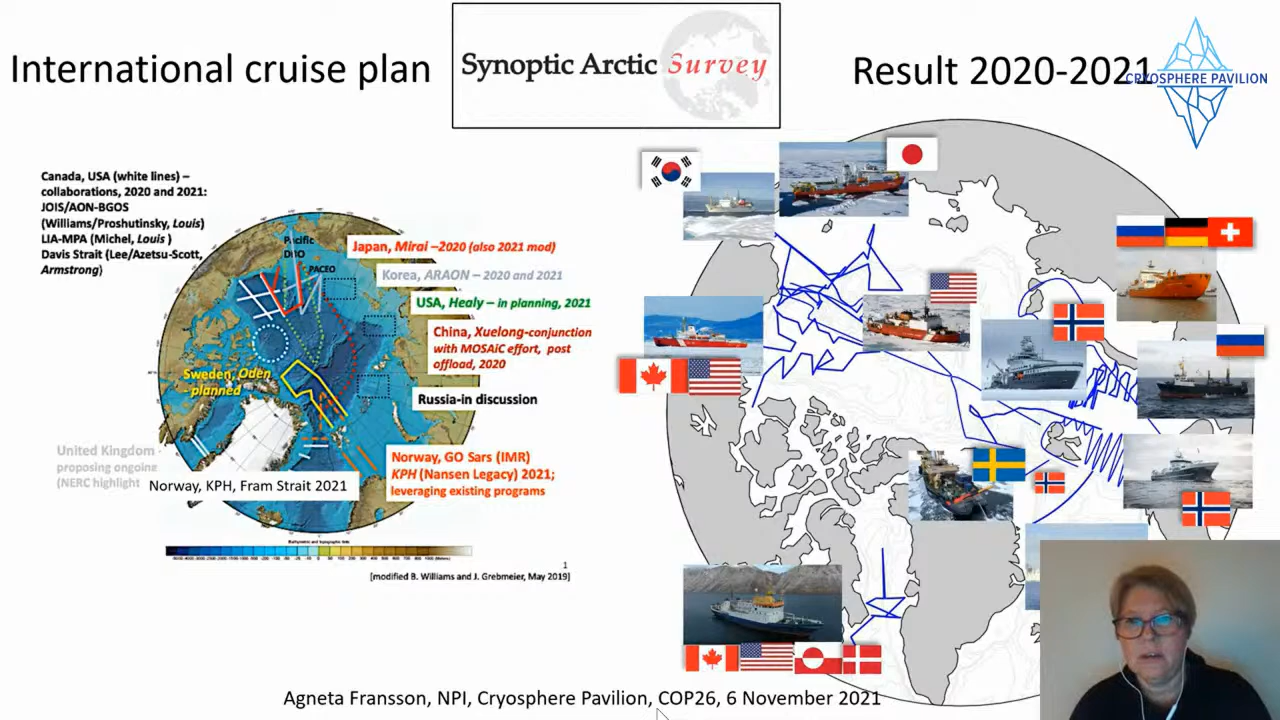 International cruise plan
Synoptic Arctic Survey
Result 2020-2021
CRYOSPHERE PAVILION
Canada, USA (white lines) –
collaborations, 2020 and 2021:
JOIS/AON-BGOS
(Williams/Proshutinsky, Louis)
LIA-MPA (Michel, Louis )
Davis Strait (Lee/Azetsu-Scott,
Armstrong)
Pacific
DBO
PACEO
Japan, Mirai –2020 (also 2021 mod)
Korea, ARAON – 2020 and 2021
USA, Healy – in planning, 2021
China, Xuelong-conjunction
with MOSAiC effort, post
offload, 2020
Sweden, Oden
- planned
Russia-in discussion
United Kingdom
proposing ongoing
(NERC highlight
Norway, KPH, Fram Strait 2021
Norway, GO Sars (IMR)
KPH (Nansen Legacy) 2021;
leveraging existing programs
1
[modified B. Williams and J. Grebmeier, May 2019]
Agneta Fransson, NPI, Cryosphere Pavilion, COP26, 6 November 2021